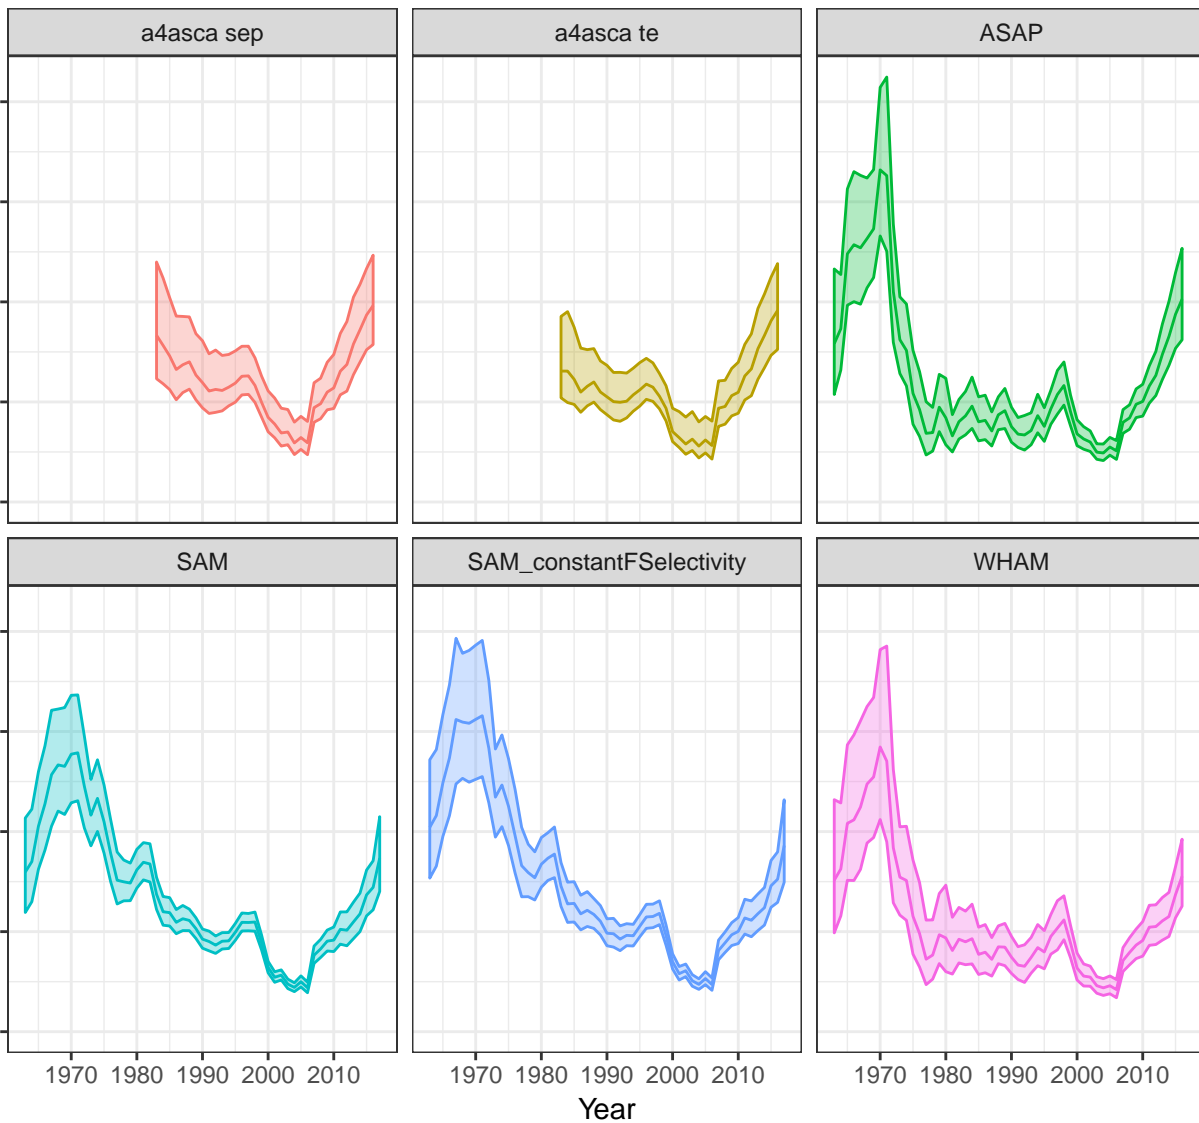 a4asca sep a4asca te ASAP
SAM SAM_constantFSelectivity WHAM
1970 1980 1990 2000 2010 1970 1980 1990 2000 2010 1970 1980 1990 2000 2010
Year